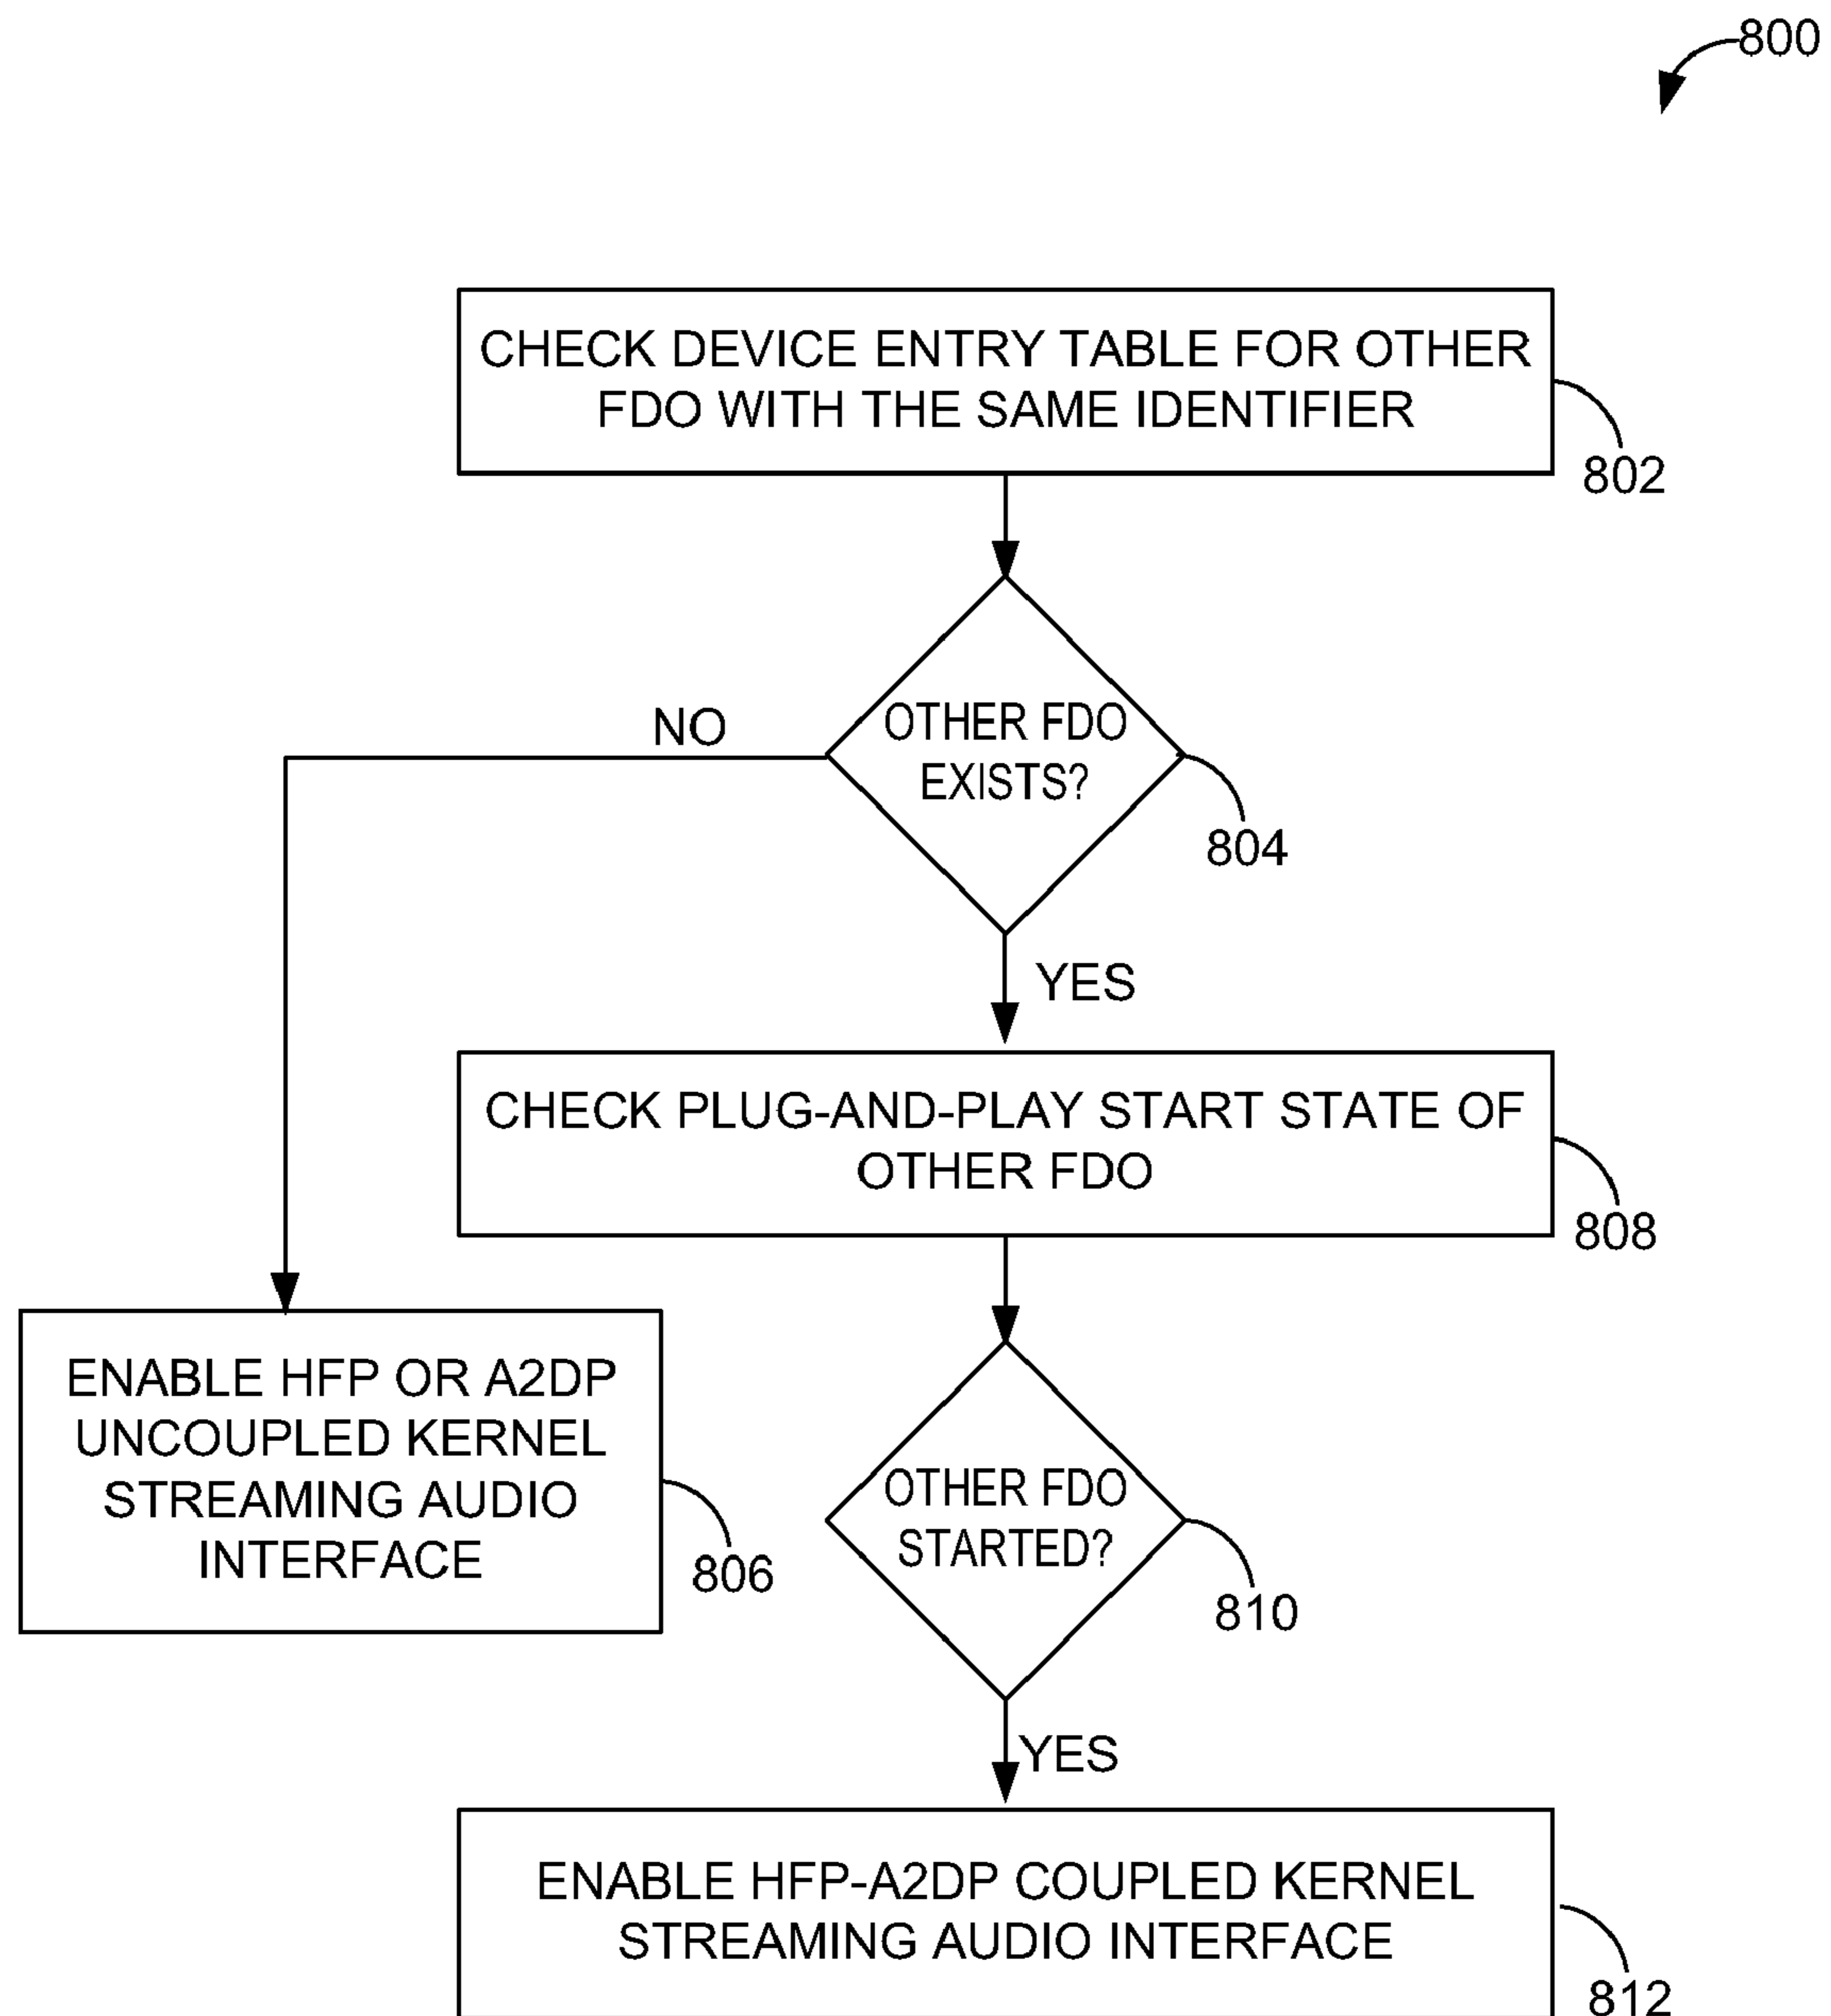 800
CHECK DEVICE ENTRY TABLE FOR OTHER
FDO WITH THE SAME IDENTIFIER
802
OTHER FDO
EXISTS?
804
NO
YES
CHECK PLUG-AND-PLAY START STATE OF
OTHER FDO
808
ENABLE HFP OR A2DP
UNCOUPLED KERNEL
STREAMING AUDIO
INTERFACE
806
OTHER FDO
STARTED?
810
YES
ENABLE HFP-A2DP COUPLED KERNEL
STREAMING AUDIO INTERFACE
812